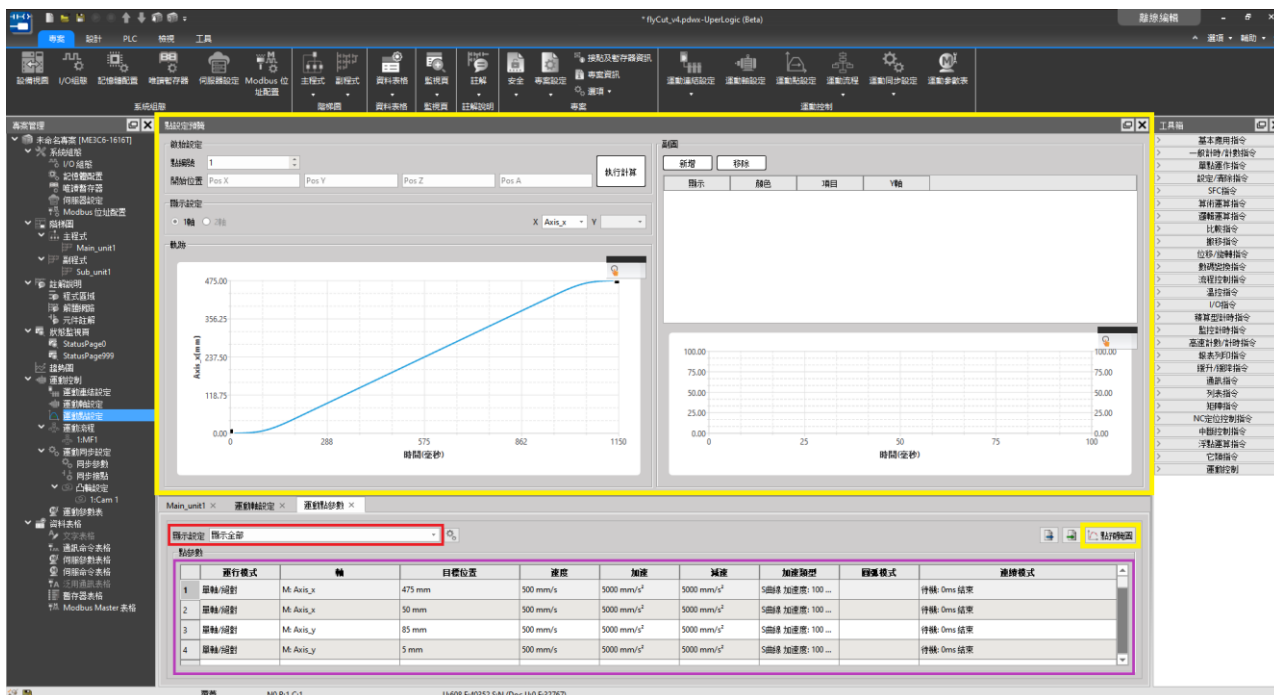 * flyCut_v4.pdwx-UperLogic (Beta)
離線編輯
專案 設計 PLC 檢視 工具
選項 輔助
設備視圖 I/O組態 記憶體配置 唯讀暫存器 伺服器設定 Modbus 位址配置
主程式 副程式 資料表格 監視頁 註解 安全 專案設定
接點及暫存器資訊
專案資訊
選項
運動連結設定 運動軸設定 運動點設定 運動流程 運動同步設定 運動參數表
系統組態 階梯圖 資料表格 監視頁 註解說明 專案 運動控制
專案管理
未命名專案 [ME3C6-1616T]
系統組態
I/O 組態
記憶體配置
唯讀暫存器
伺服器設定
Modbus 位址配置
階梯圖
主程式
Main_unit1
副程式
Sub_unit1
註解說明
程式區域
解題網路
元件註解
狀態監視頁
StatusPage0
StatusPage999
趨勢圖
運動控制
運動連結設定
運動軸設定
運動點設定
運動流程
1:MF1
運動同步設定
同步參數
同步接點
凸輪設定
1:Cam 1
運動參數表
資料表格
文字表格
通訊命令表格
伺服參數表格
伺服命令表格
泛用通訊表格
暫存器表格
Modbus Master 表格
點設定預覽
啟始設定
點編號 1
開始位置 Pos X Pos Y Pos Z Pos A
執行計算
顯示設定
1軸 2軸 X Axis_x Y
軌跡
475.00
356.25
237.50
118.75
0.00
Axis_x(mm)
0 288 575 862 1150
時間(毫秒)
副圖
新增 移除
顯示 顏色 項目 Y軸
100.00 100.00
75.00 75.00
50.00 50.00
25.00 25.00
0.00 0.00
0 25 50 75 100
時間(毫秒)
Main_unit1 × 運動軸設定 × 運動點參數 ×
顯示設定 顯示全部
點預覽圖
點參數
運行模式 軸 目標位置 速度 加速 減速 加速類型 圓弧模式 連續模式
1 單軸/絕對 M: Axis_x 475 mm 500 mm/s 5000 mm/s² 5000 mm/s² S曲線 加速度: 100 ... 待機: 0ms 結束
2 單軸/絕對 M: Axis_x 50 mm 500 mm/s 5000 mm/s² 5000 mm/s² S曲線 加速度: 100 ... 待機: 0ms 結束
3 單軸/絕對 M: Axis_y 85 mm 500 mm/s 5000 mm/s² 5000 mm/s² S曲線 加速度: 100 ... 待機: 0ms 結束
4 單軸/絕對 M: Axis_y 5 mm 500 mm/s 5000 mm/s² 5000 mm/s² S曲線 加速度: 100 ... 待機: 0ms 結束
工具箱
基本應用指令
一般計時/計數指令
單點運作指令
設定/清除指令
SFC指令
算術運算指令
邏輯運算指令
比較指令
搬移指令
位移/旋轉指令
數碼變換指令
流程控制指令
溫控指令
I/O指令
積算型計時指令
監控計時指令
高速計數/計時指令
報表列印指令
緩升/緩降指令
通訊指令
列表指令
矩陣指令
NC定位控制指令
中斷控制指令
浮點運算指令
它類指令
運動控制
覆蓋